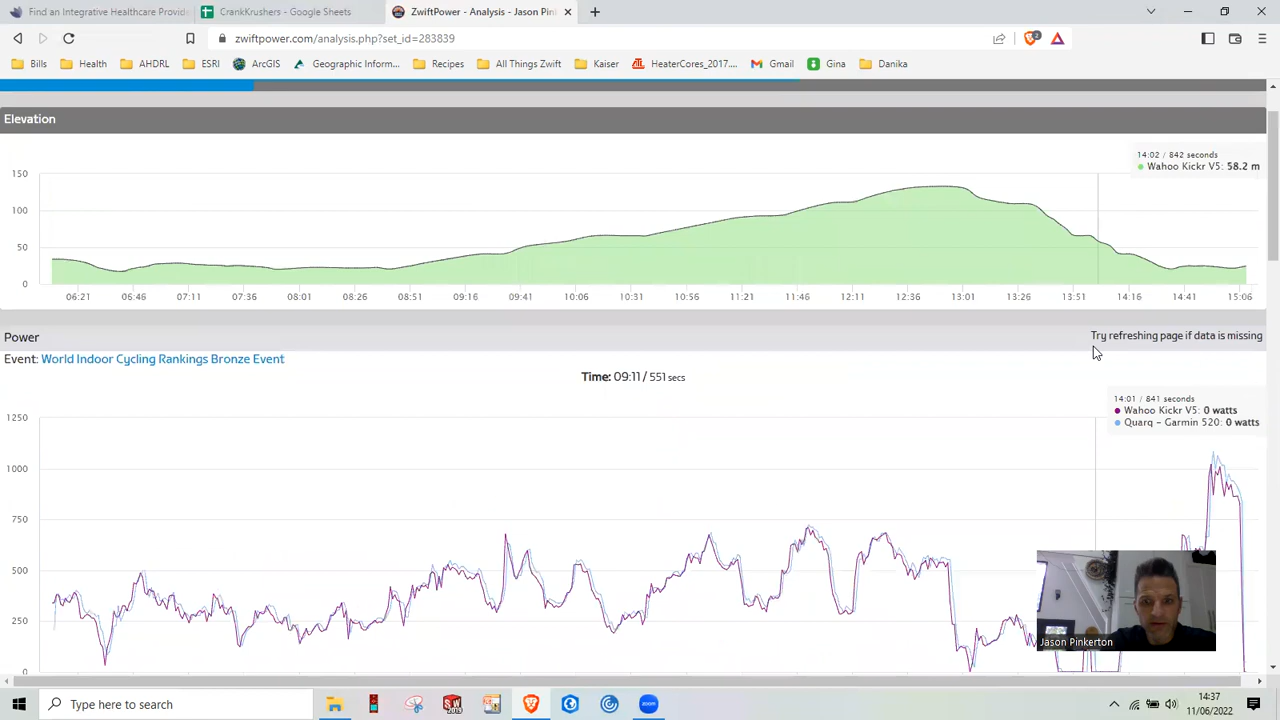 Find an Integrative Healthcare Provid
CrankKrushers - Google Sheets
ZwiftPower - Analysis - Jason Pin
zwiftpower.com/analysis.php?set_id=283839
2
Bills
Health
AHDRL
ESRI
ArcGIS
Geographic Inform...
Recipes
All Things Zwift
Kaiser
HeaterCores_2017....
Gmail
Gina
Danika
Elevation
14:02 / 842 seconds
Wahoo Kickr V5: 58.2 m
150
100
50
0
06:21 06:46 07:11 07:36 08:01 08:26 08:51 09:16 09:41 10:06 10:31 10:56 11:21 11:46 12:11 12:36 13:01 13:26 13:51 14:16 14:41 15:06
Power
Try refreshing page if data is missing
Event: World Indoor Cycling Rankings Bronze Event
Time: 09:11 / 551 secs
14:01 / 841 seconds
Wahoo Kickr V5: 0 watts
Quarq - Garmin 520: 0 watts
1250
1000
750
500
250
0
Jason Pinkerton
Type here to search
zoom
14:37
11/06/2022